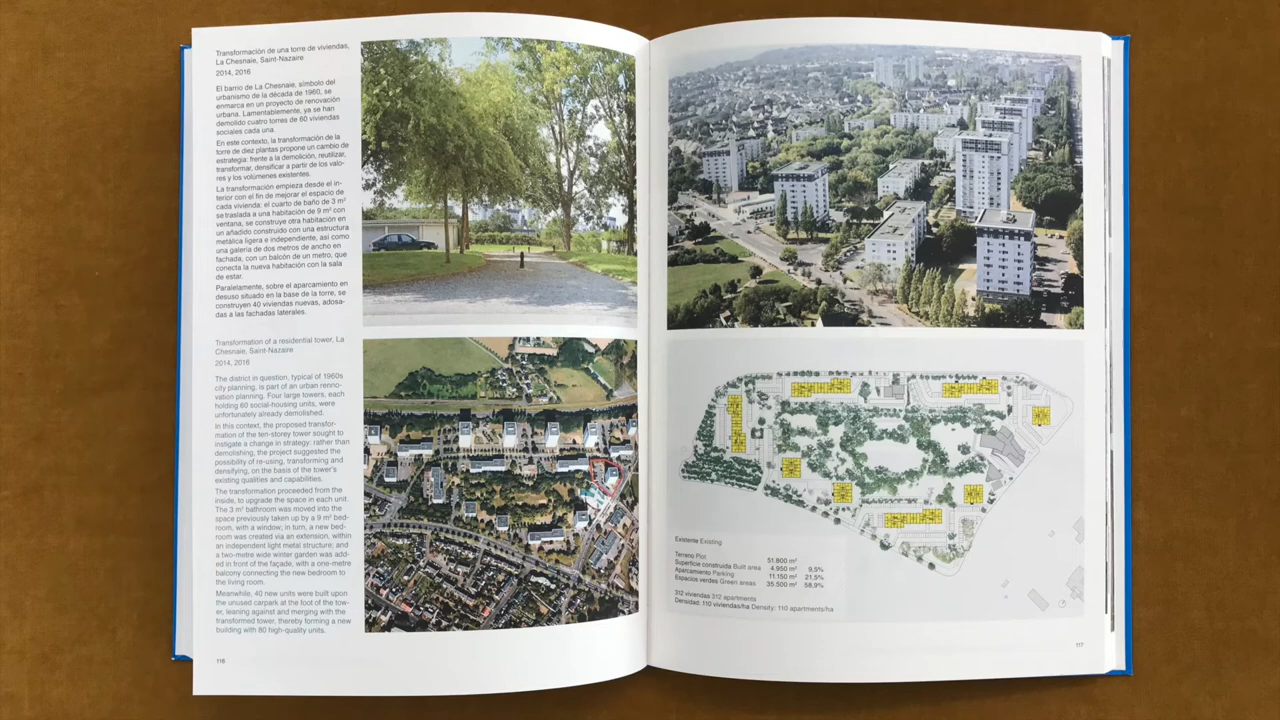 Transformación de una torre de viviendas,
La Chesnaie, Saint-Nazaire
2014, 2016
El barrio de La Chesnaie, símbolo del
urbanismo de la década de 1960, se
enmarca en un proyecto de renovación
urbana. Lamentablemente, ya se han
demolido cuatro torres de 60 viviendas
sociales cada una.
En este contexto, la transformación de la
torre de diez plantas propone un cambio de
estrategia: frente a la demolición, reutilizar,
transformar, densificar a partir de los valo-
res y los volúmenes existentes.
La transformación empieza desde el in-
terior con el fin de mejorar el espacio de
cada vivienda: el cuarto de baño de 3 m²
se traslada a una habitación de 9 m² con
ventana, se construye otra habitación en
un añadido construido con una estructura
metálica ligera e independiente, así como
una galería de dos metros de ancho en
fachada, con un balcón de un metro, que
conecta la nueva habitación con la sala
de estar.
Paralelamente, sobre el aparcamiento en
desuso situado en la base de la torre, se
construyen 40 viviendas nuevas, adosa-
das a las fachadas laterales.
Transformation of a residential tower, La
Chesnaie, Saint-Nazaire
2014, 2016
The district in question, typical of 1960s
city planning, is part of an urban renno-
vation planning. Four large towers, each
holding 60 social-housing units, were
unfortunately already demolished.
In this context, the proposed transfor-
mation of the ten-storey tower sought to
instigate a change in strategy: rather than
demolishing, the project suggested the
possibility of re-using, transforming and
densifying, on the basis of the tower's
existing qualities and capabilities.
The transformation proceeded from the
inside, to upgrade the space in each unit.
The 3 m² bathroom was moved into the
space previously taken up by a 9 m² bed-
room, with a window; in turn, a new bed-
room was created via an extension, within
an independent light metal structure; and
a two-metre wide winter garden was add-
ed in front of the façade, with a one-metre
balcony connecting the new bedroom to
the living room.
Meanwhile, 40 new units were built upon
the unused carpark at the foot of the tow-
er, leaning against and merging with the
transformed tower, thereby forming a new
building with 80 high-quality units.
116
Existente Existing
Terreno Plot 51.800 m²
Superficie construida Built area 4.950 m² 9,5%
Aparcamiento Parking 11.150 m² 21,5%
Espacios verdes Green areas 35.500 m² 58,9%
312 viviendas 312 apartments
Densidad: 110 viviendas/ha Density: 110 apartments/ha
117